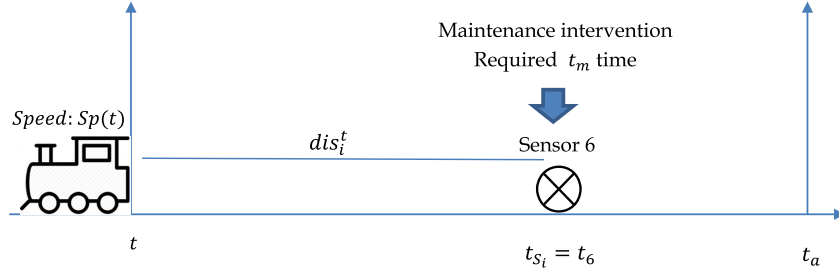 Maintenance intervention
Required t_m time
Speed: Sp(t)
dis_i^t
Sensor 6
t
t_{S_i} = t_6
t_a